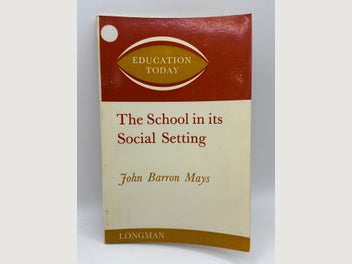 EDUCATION
TODAY
The School in its
Social Setting
John Barron Mays
LONGMAN